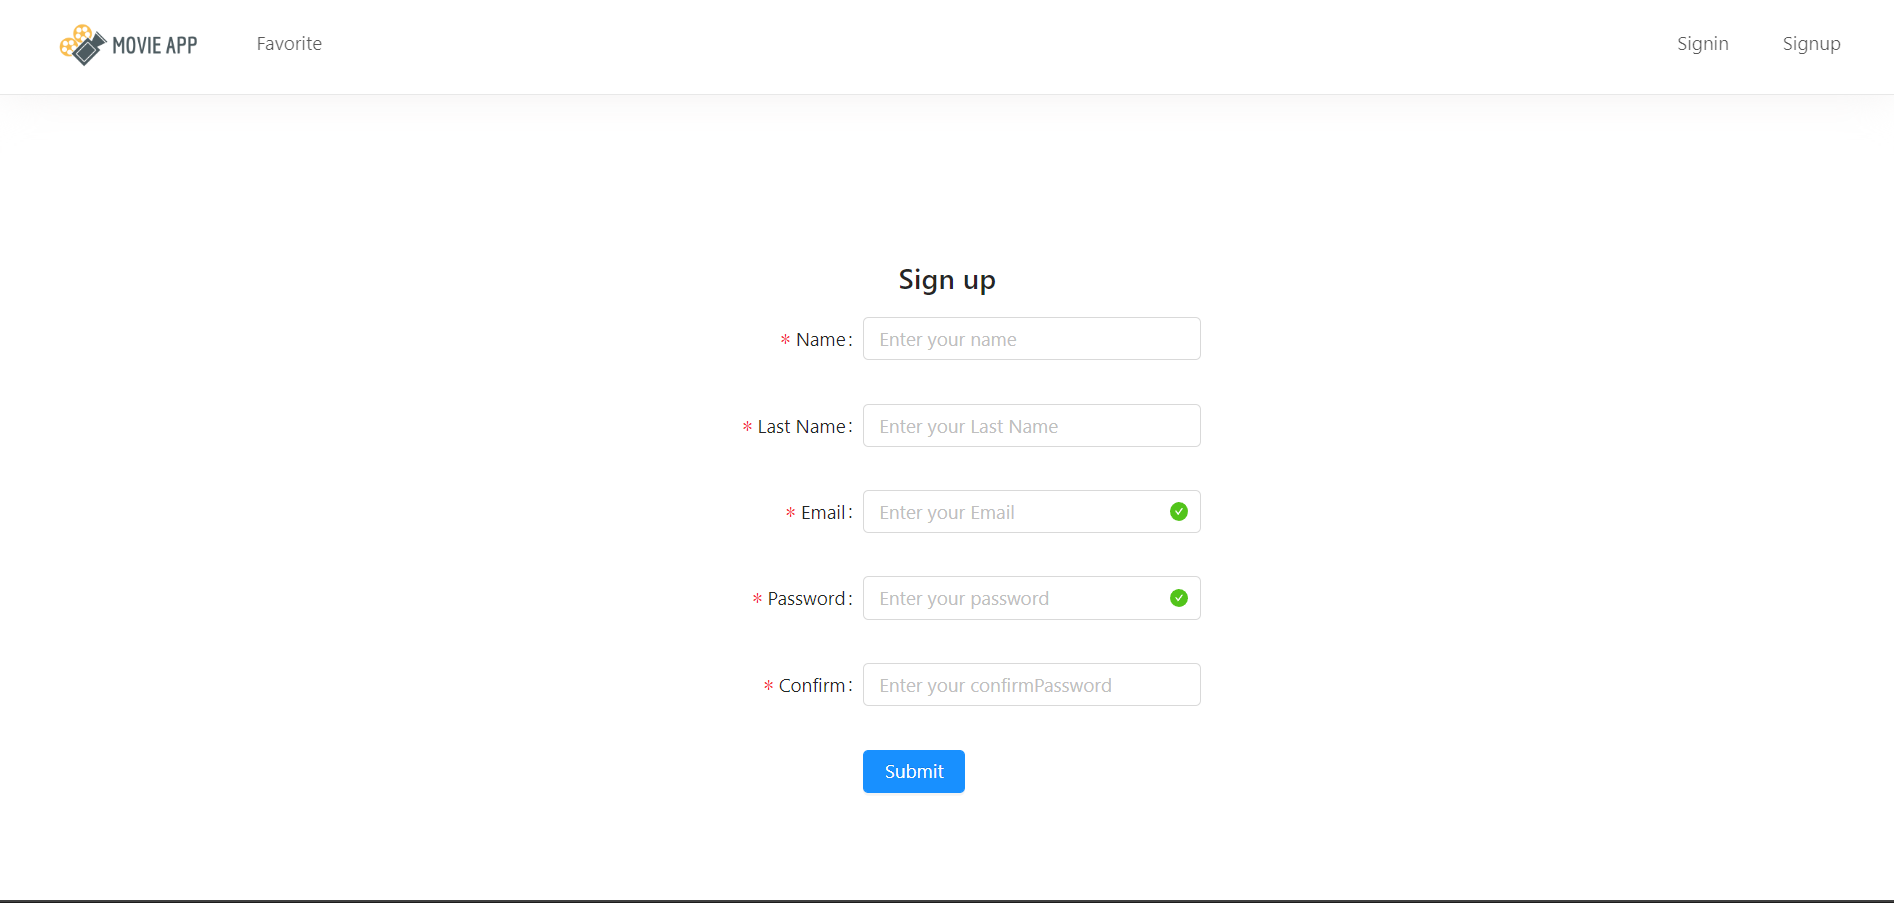 MOVIE APP
Favorite
Signin
Signup
Sign up
* Name:
Enter your name
* Last Name:
Enter your Last Name
* Email:
Enter your Email
* Password:
Enter your password
* Confirm:
Enter your confirmPassword
Submit